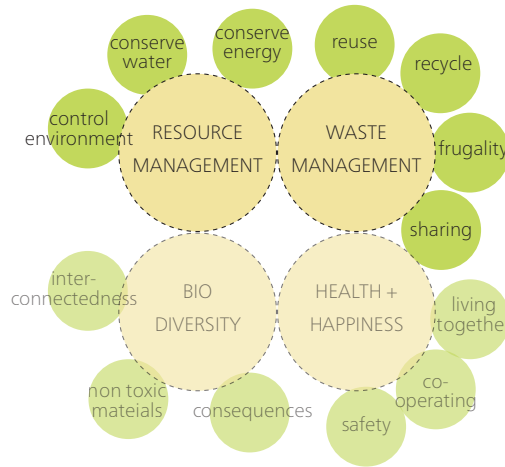 conserve
water
conserve
energy
reuse
recycle
control
environment
RESOURCE
MANAGEMENT
WASTE
MANAGEMENT
frugality
sharing
inter-
connectedness
BIO
DIVERSITY
HEALTH +
HAPPINESS
living
together
non toxic
mateials
consequences
safety
co-
operating